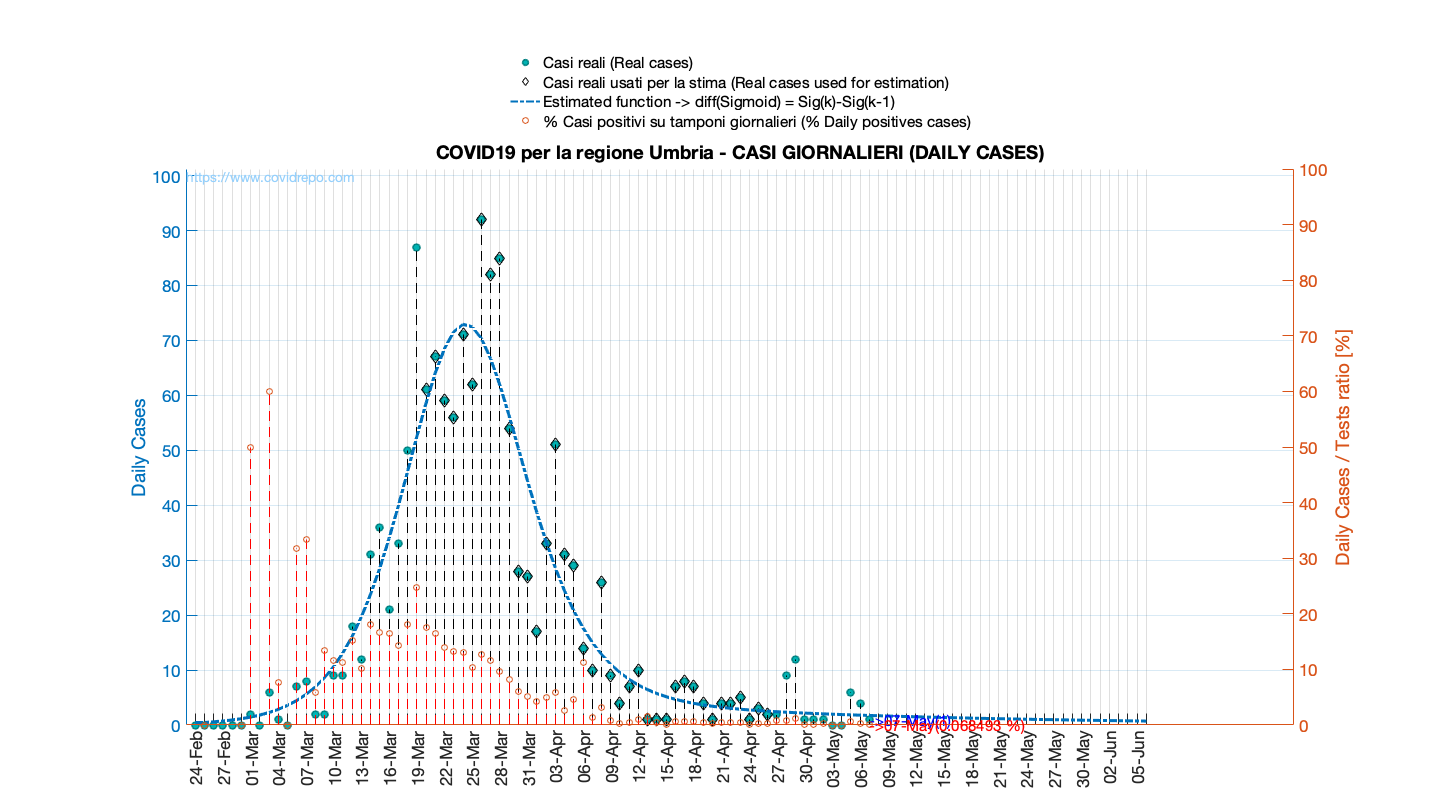 Casi reali (Real cases)
Casi reali usati per la stima (Real cases used for estimation)
Estimated function -> diff(Sigmoid) = Sig(k)-Sig(k-1)
% Casi positivi su tamponi giornalieri (% Daily positives cases)
COVID19 per la regione Umbria - CASI GIORNALIERI (DAILY CASES)
https://www.covidrepo.com
Daily Cases
100
90
80
70
60
50
40
30
20
10
0
Daily Cases / Tests ratio [%]
100
90
80
70
60
50
40
30
20
10
0
->07-May(0.068493 %)
24-Feb
27-Feb
01-Mar
04-Mar
07-Mar
10-Mar
13-Mar
16-Mar
19-Mar
22-Mar
25-Mar
28-Mar
31-Mar
03-Apr
06-Apr
09-Apr
12-Apr
15-Apr
18-Apr
21-Apr
24-Apr
27-Apr
30-Apr
03-May
06-May
09-May
12-May
15-May
18-May
21-May
24-May
27-May
30-May
02-Jun
05-Jun